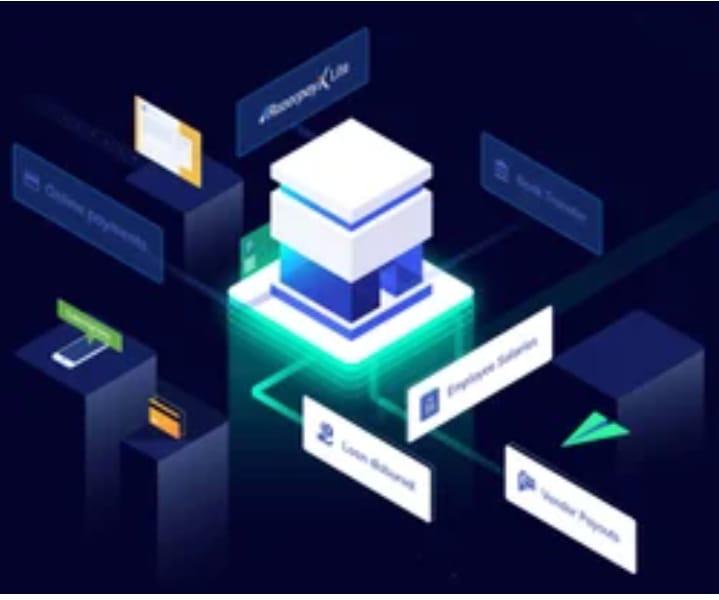 RazorpayX Lite
Online payments
Bank Transfer
Employee Salaries
Loan disbursal
Vendor Payouts